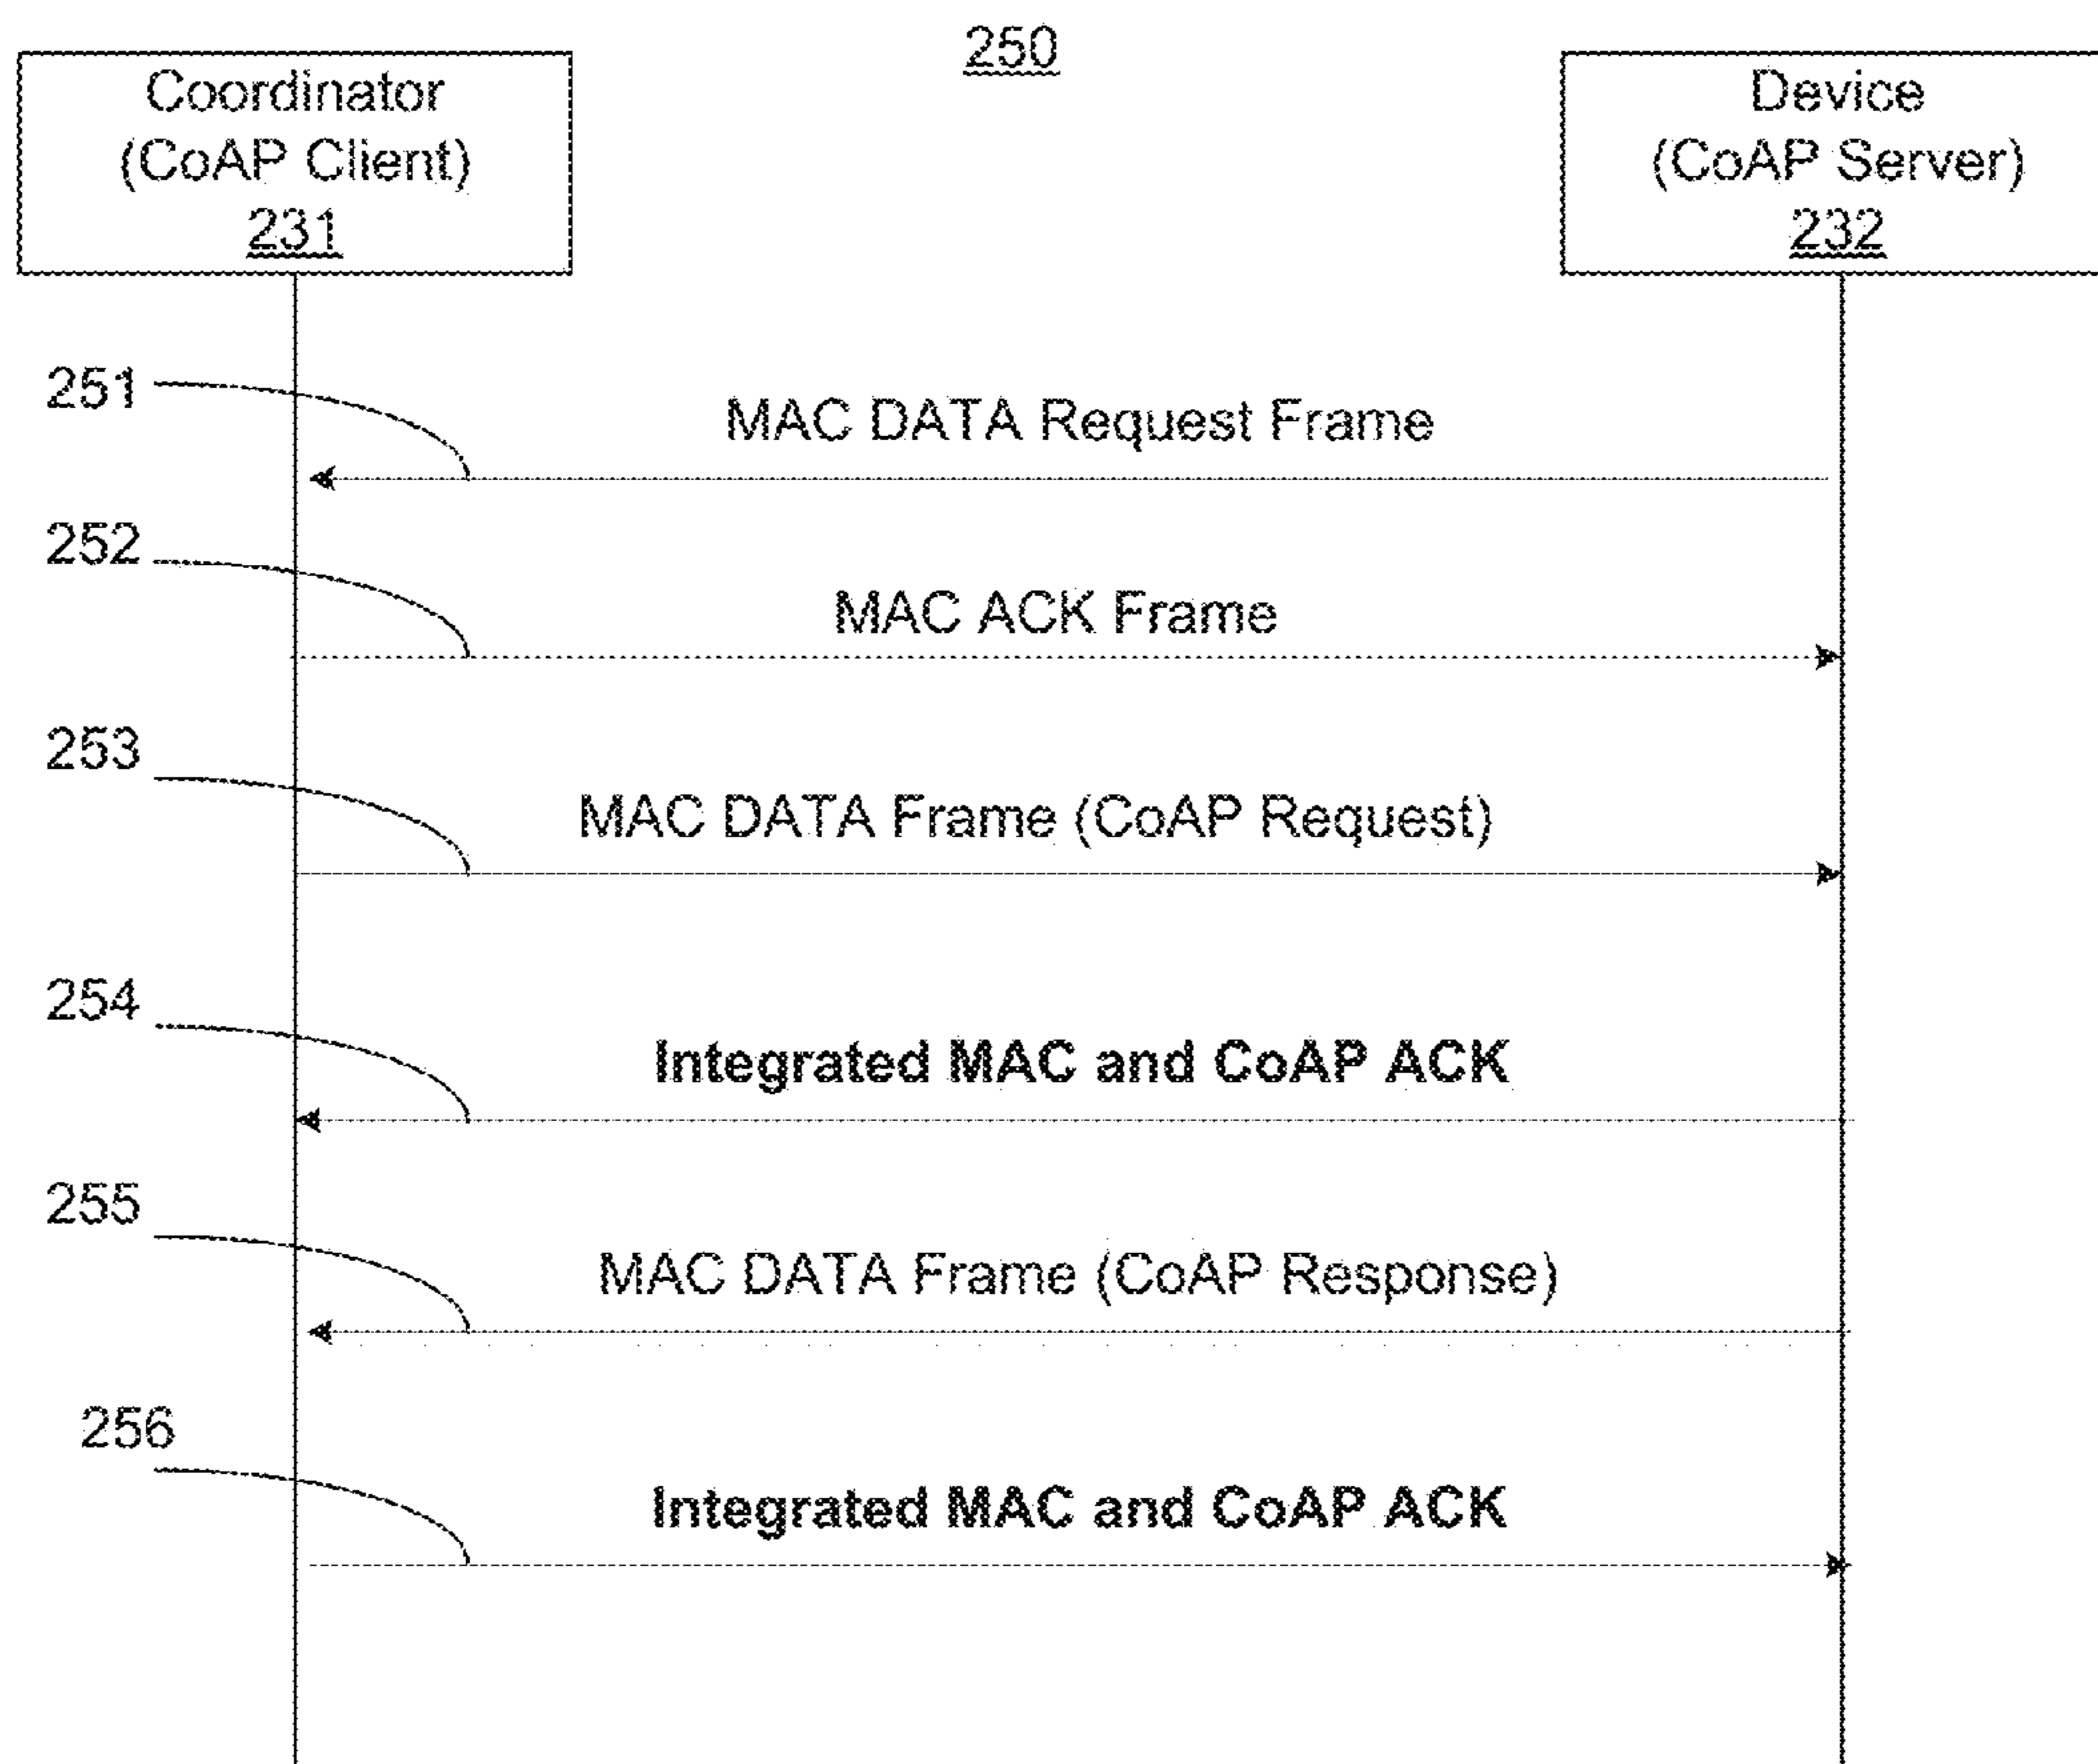 250
Coordinator
(CoAP Client)
231
Device
(CoAP Server)
232
251
MAC DATA Request Frame
252
MAC ACK Frame
253
MAC DATA Frame (CoAP Request)
254
Integrated MAC and CoAP ACK
255
MAC DATA Frame (CoAP Response)
256
Integrated MAC and CoAP ACK